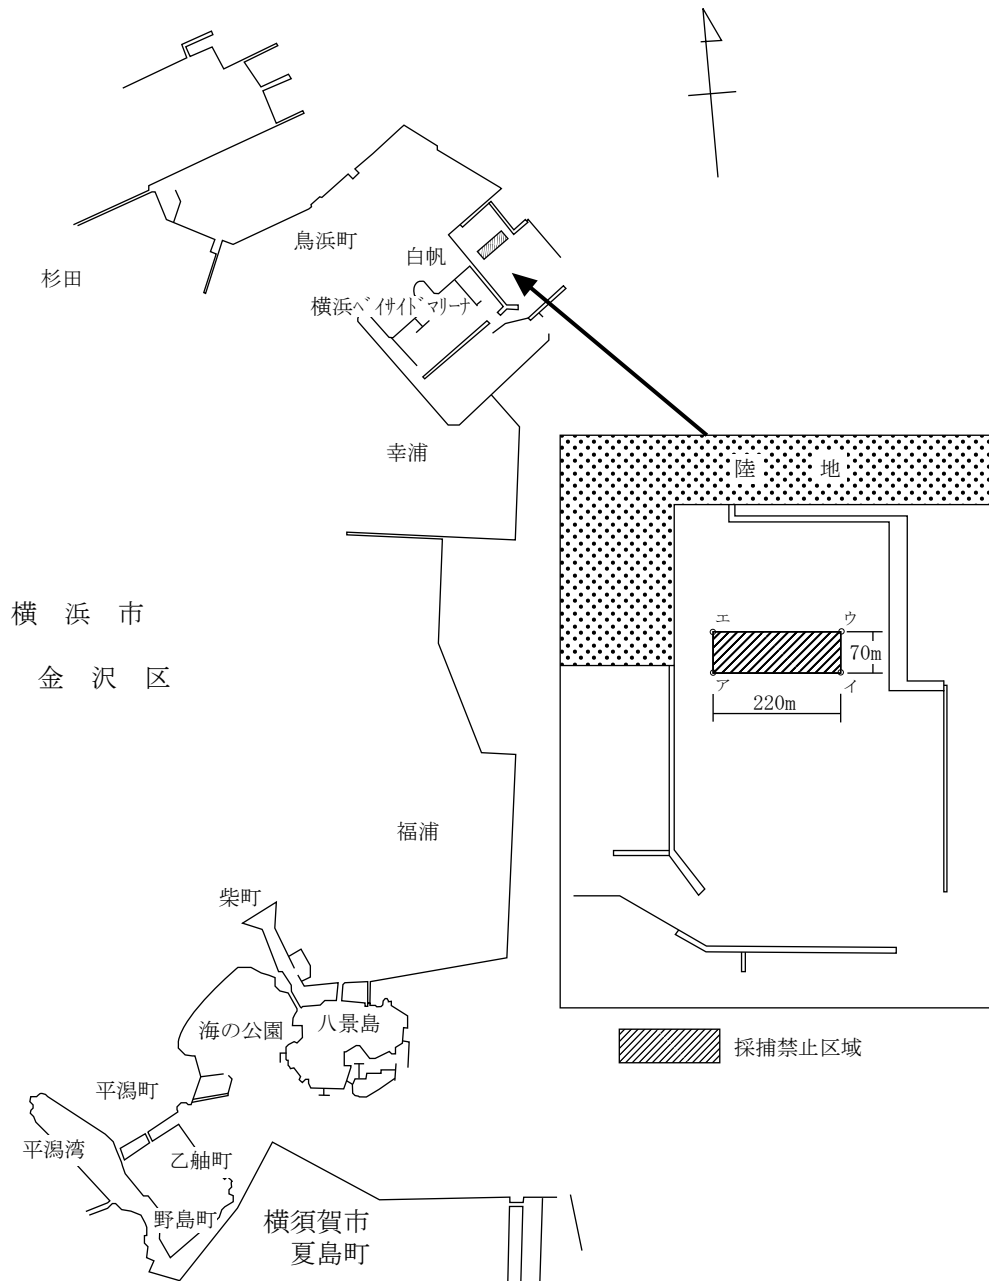 鳥浜町
白帆
杉田
横浜ベイサイドマリーナ
幸浦
陸　地
横　浜　市
金　沢　区
エ
ウ
70m
ア
イ
220m
福浦
柴町
海の公園
八景島
採捕禁止区域
平潟町
平潟湾
乙舳町
野島町
横須賀市
夏島町